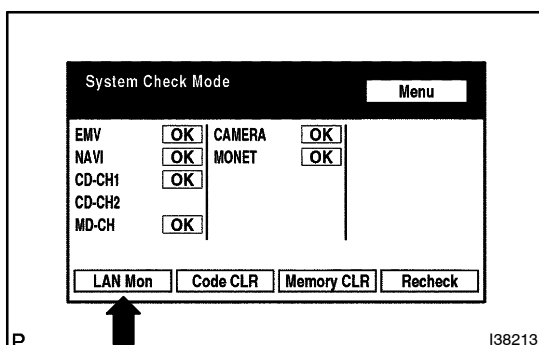 System Check Mode
Menu
EMV OK CAMERA OK
NAVI OK MONET OK
CD-CH1 OK
CD-CH2
MD-CH OK
LAN Mon Code CLR Memory CLR Recheck
P I38213